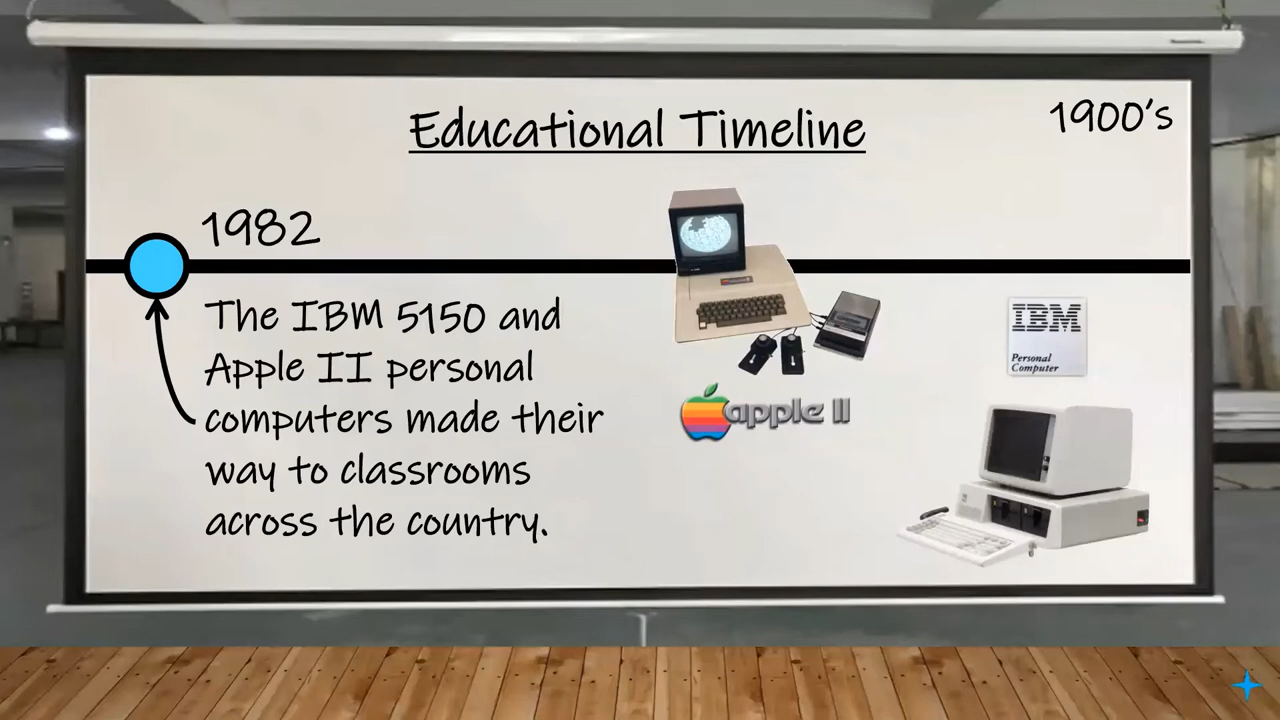 Educational Timeline
1900's
1982
The IBM 5150 and
Apple II personal
computers made their
way to classrooms
across the country.
apple II
IBM
Personal
Computer